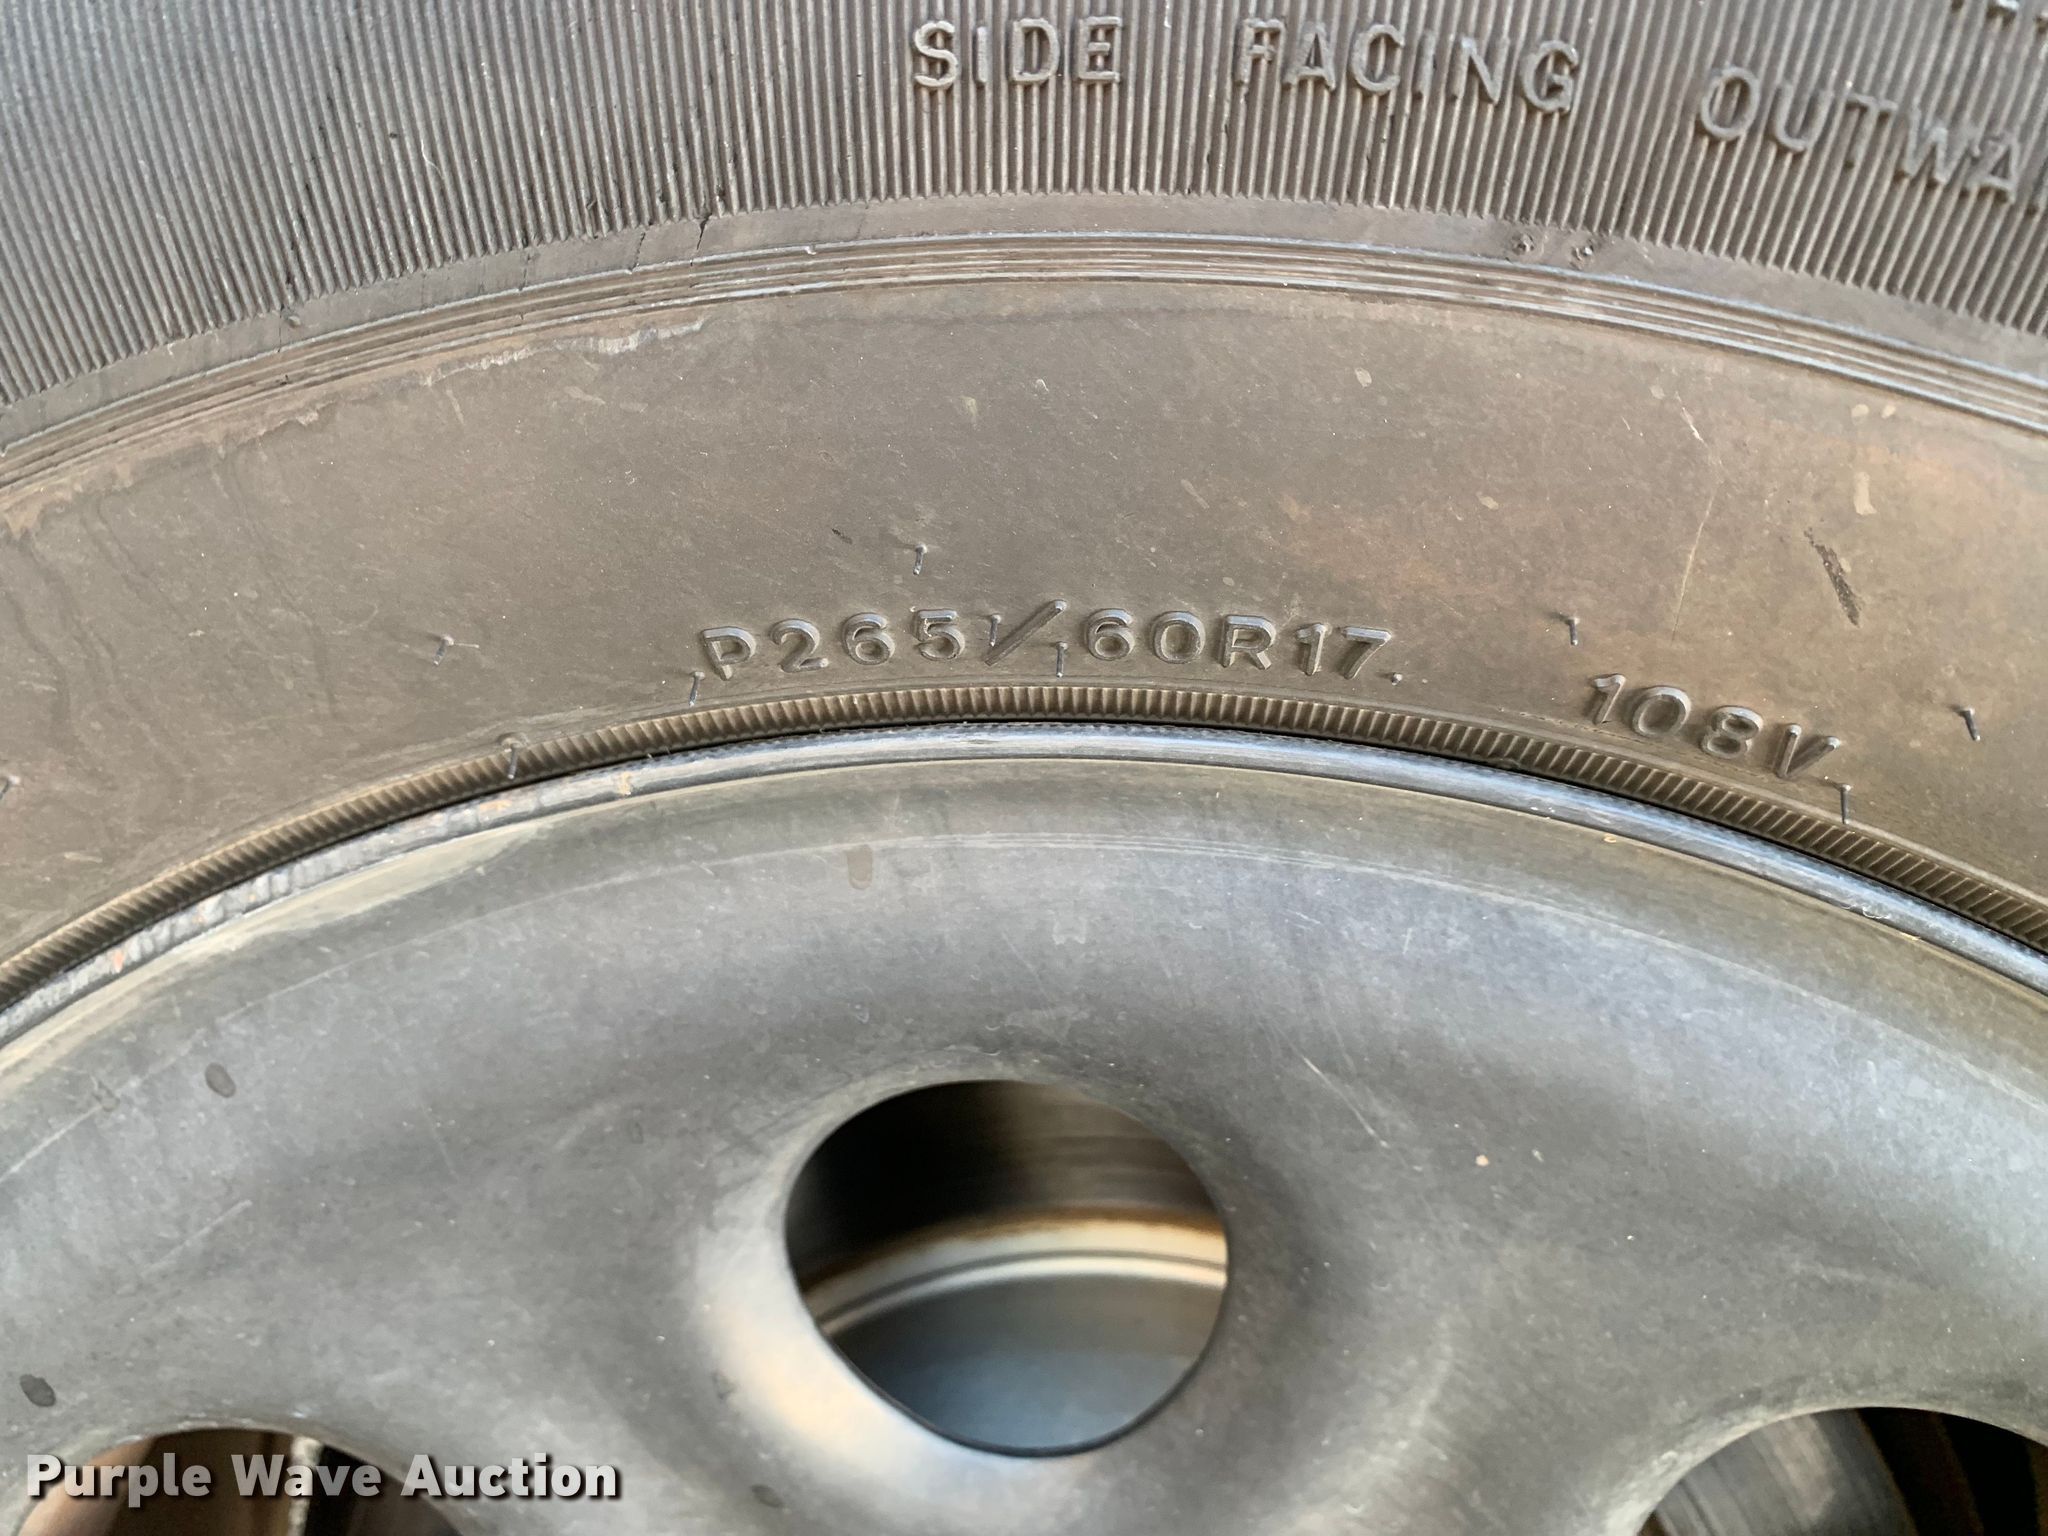 SIDE FACING OUTWA
P265/60R17 108V
Purple Wave Auction